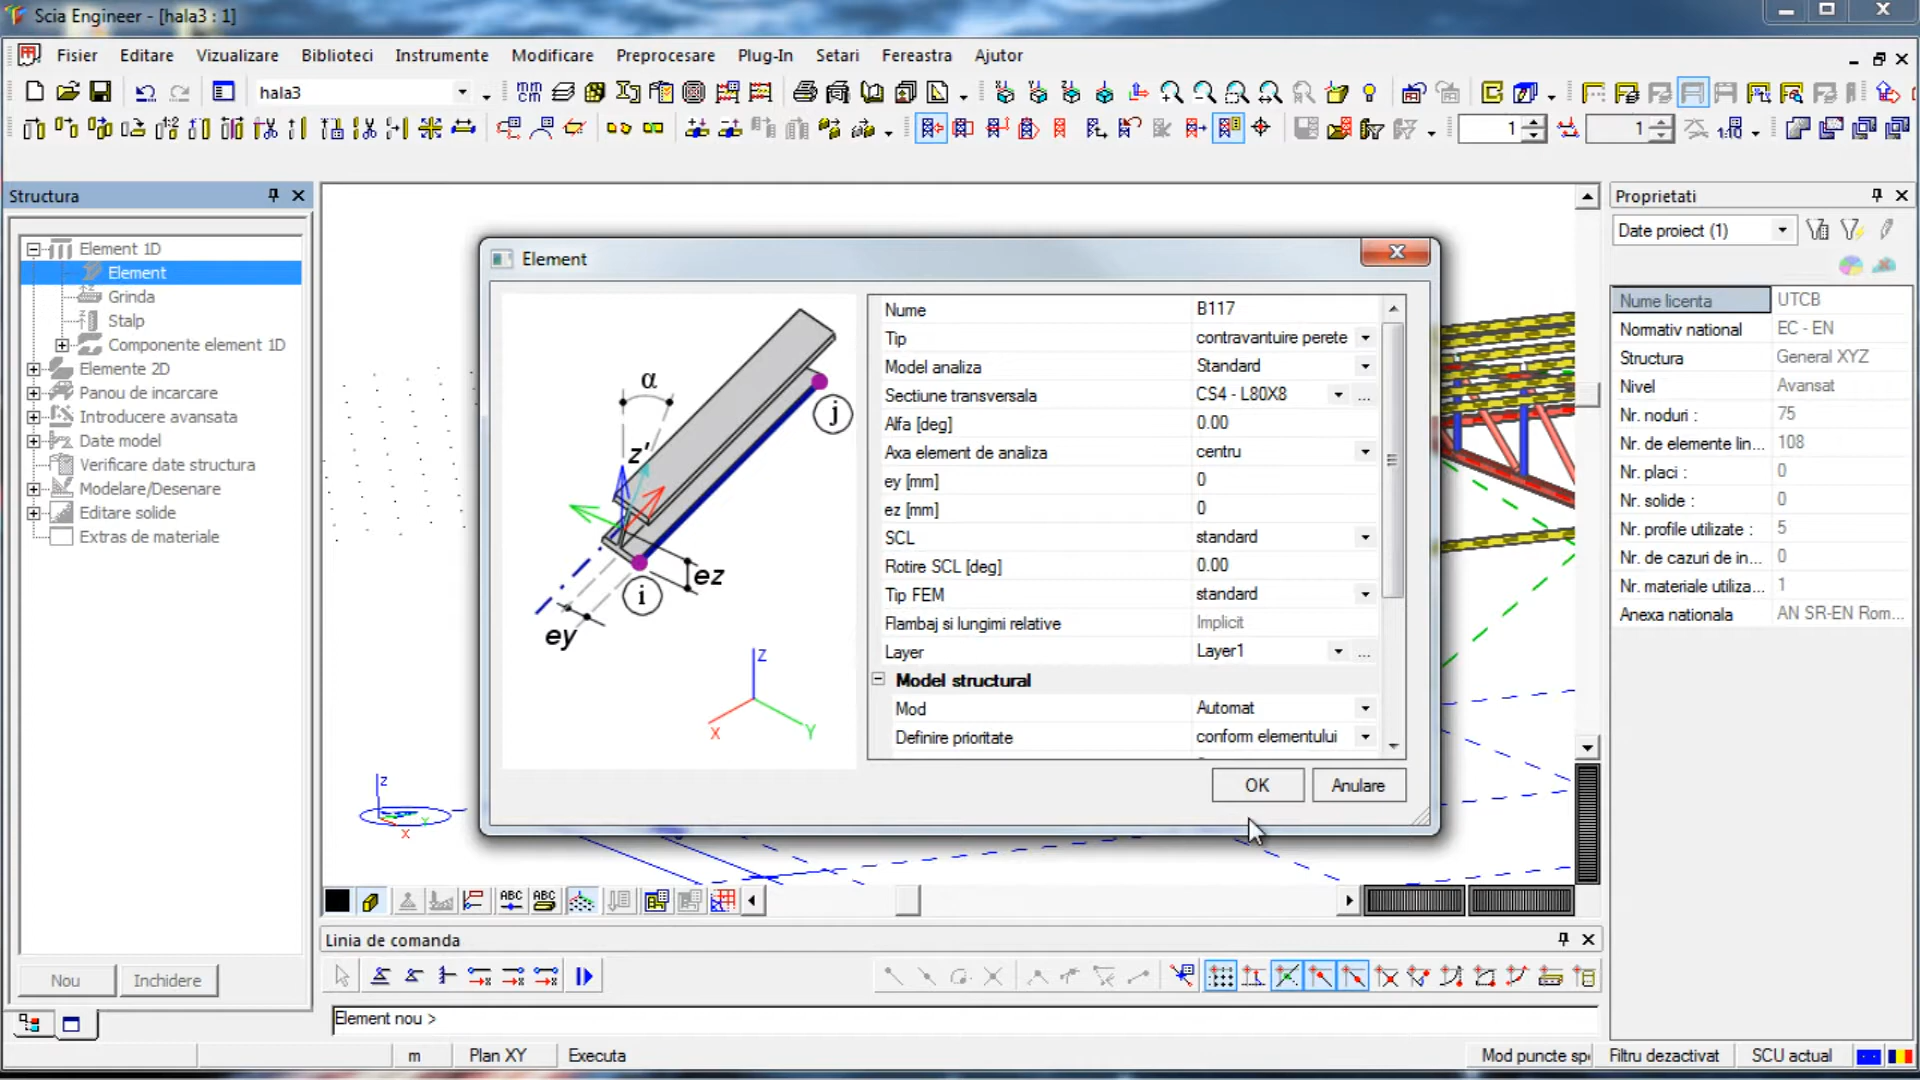 Scia Engineer - [hala3 : 1]
Fisier Editare Vizualizare Biblioteci Instrumente Modificare Preprocesare Plug-In Setari Fereastra Ajutor
hala3
1
1
Structura
Element 1D
Element
Grinda
Stalp
Componente element 1D
Elemente 2D
Panou de incarcare
Introducere avansata
Date model
Verificare date structura
Modelare/Desenare
Editare solide
Extras de materiale
Nou Inchidere
Element
α
z'
j
i
ez
ey
Z
X
Y
Nume B117
Tip contravantuire perete
Model analiza Standard
Sectiune transversala CS4 - L80X8 ...
Alfa [deg] 0.00
Axa element de analiza centru
ey [mm] 0
ez [mm] 0
SCL standard
Rotire SCL [deg] 0.00
Tip FEM standard
Flambaj si lungimi relative Implicit
Layer Layer1 ...
Model structural
Mod Automat
Definire prioritate conform elementului
OK Anulare
z
x
Y
ABC ABC
Proprietati
Date proiect (1)
Nume licenta UTCB
Normativ national EC - EN
Structura General XYZ
Nivel Avansat
Nr. noduri : 75
Nr. de elemente lin... 108
Nr. placi : 0
Nr. solide : 0
Nr. profile utilizate : 5
Nr. de cazuri de in... 0
Nr. materiale utiliza... 1
Anexa nationala AN SR-EN Rom...
Linia de comanda
Element nou >
m Plan XY Executa Mod puncte spe Filtru dezactivat SCU actual